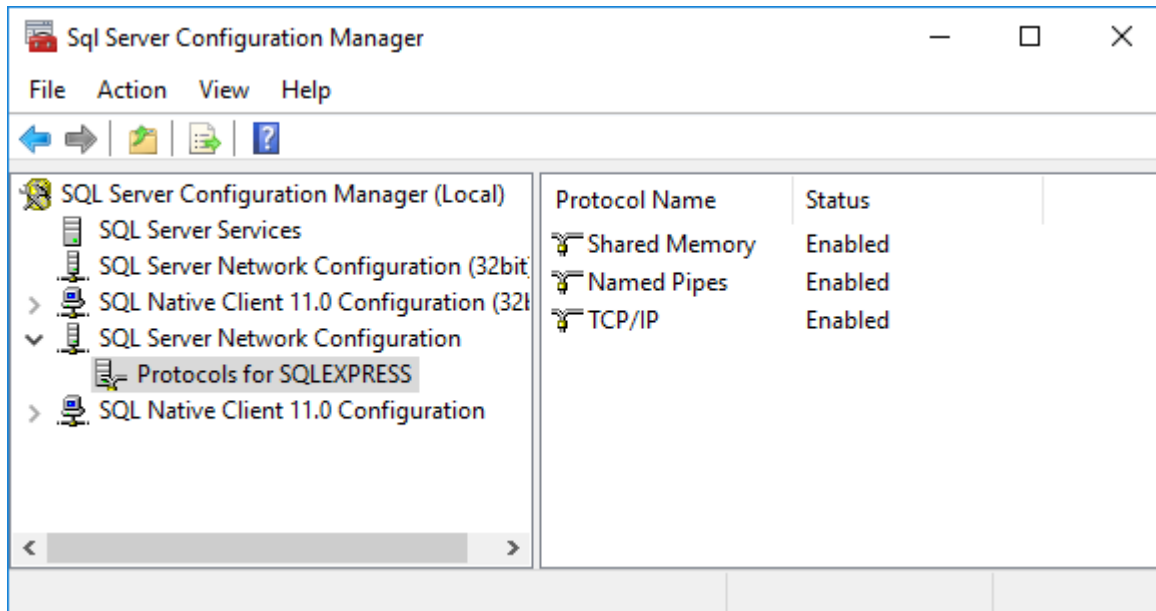 Sql Server Configuration Manager
File Action View Help
?
SQL Server Configuration Manager (Local)
SQL Server Services
SQL Server Network Configuration (32bit
SQL Native Client 11.0 Configuration (32b
SQL Server Network Configuration
Protocols for SQLEXPRESS
SQL Native Client 11.0 Configuration
Protocol Name Status
Shared Memory Enabled
Named Pipes Enabled
TCP/IP Enabled